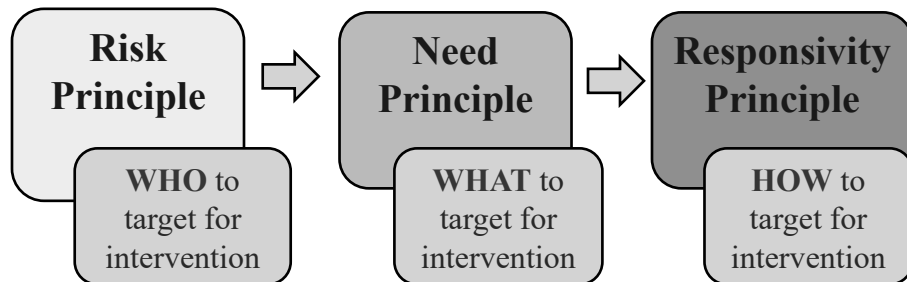 Risk
Principle
WHO to
target for
intervention
Need
Principle
WHAT to
target for
intervention
Responsivity
Principle
HOW to
target for
intervention